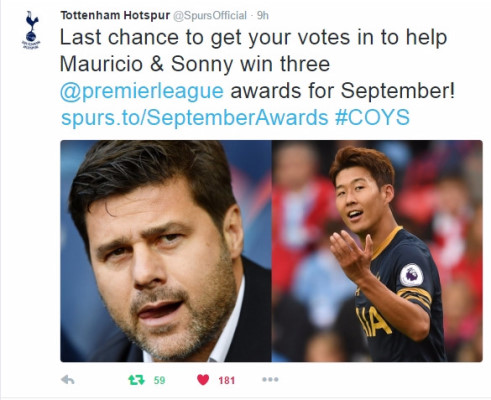 Tottenham Hotspur @SpursOfficial · 9h
Last chance to get your votes in to help
Mauricio & Sonny win three
@premierleague awards for September!
spurs.to/SeptemberAwards #COYS
AIA
59 181